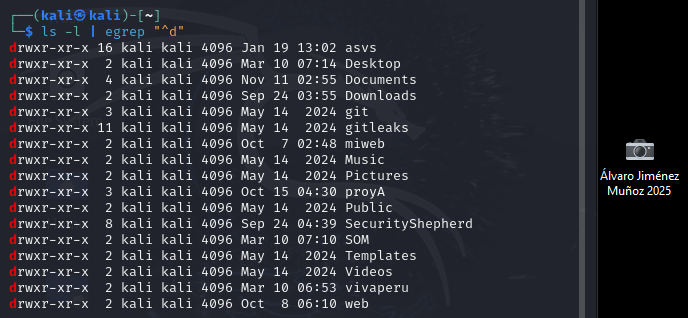 ┌──(kali㉿kali)-[~]
└─$ ls -l | egrep "^d"
drwxr-xr-x 16 kali kali 4096 Jan 19 13:02 asvs
drwxr-xr-x  2 kali kali 4096 Mar 10 07:14 Desktop
drwxr-xr-x  4 kali kali 4096 Nov 11 02:55 Documents
drwxr-xr-x  2 kali kali 4096 Sep 24 03:55 Downloads
drwxr-xr-x  3 kali kali 4096 May 14  2024 git
drwxr-xr-x 11 kali kali 4096 May 14  2024 gitleaks
drwxr-xr-x  2 kali kali 4096 Oct  7 02:48 miweb
drwxr-xr-x  2 kali kali 4096 May 14  2024 Music
drwxr-xr-x  2 kali kali 4096 May 14  2024 Pictures
drwxr-xr-x  3 kali kali 4096 Oct 15 04:30 proyA
drwxr-xr-x  2 kali kali 4096 May 14  2024 Public
drwxr-xr-x  8 kali kali 4096 Sep 24 04:39 SecurityShepherd
drwxr-xr-x  2 kali kali 4096 Mar 10 07:10 SOM
drwxr-xr-x  2 kali kali 4096 May 14  2024 Templates
drwxr-xr-x  2 kali kali 4096 May 14  2024 Videos
drwxr-xr-x  2 kali kali 4096 Mar 10 06:53 vivaperu
drwxr-xr-x  2 kali kali 4096 Oct  8 06:10 web
Álvaro Jiménez
Muñoz 2025